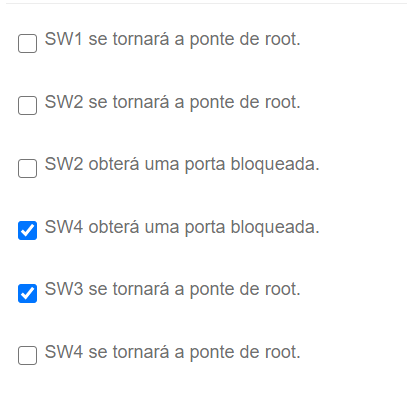 SW1 se tornará a ponte de root.
SW2 se tornará a ponte de root.
SW2 obterá uma porta bloqueada.
SW4 obterá uma porta bloqueada.
SW3 se tornará a ponte de root.
SW4 se tornará a ponte de root.